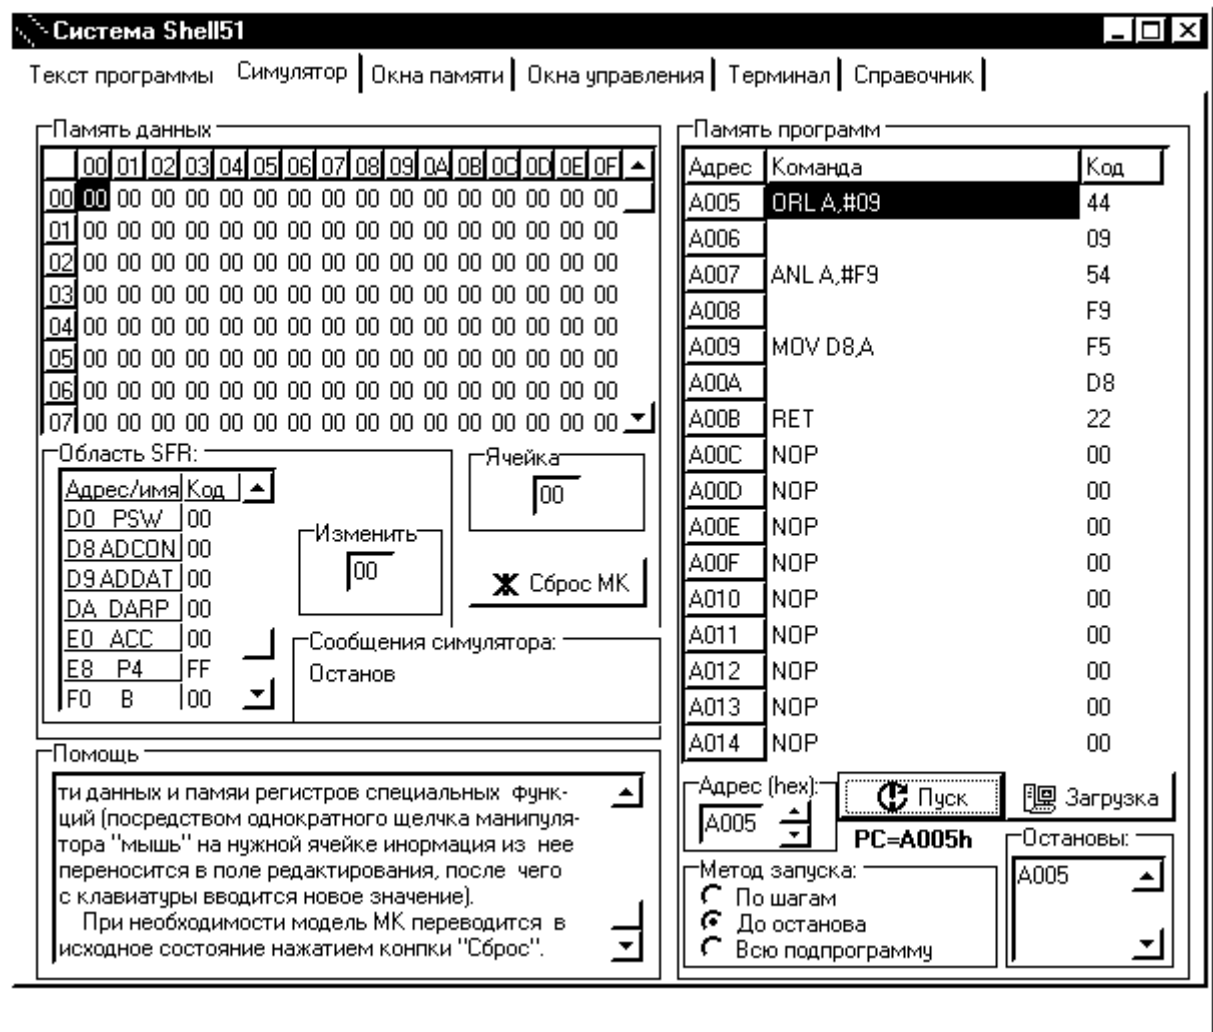 Система Shell51
Текст программы Симулятор Окна памяти Окна управления Терминал Справочник
Память данных
00 01 02 03 04 05 06 07 08 09 0A 0B 0C 0D 0E 0F
00 00 00 00 00 00 00 00 00 00 00 00 00 00 00 00 00
01 00 00 00 00 00 00 00 00 00 00 00 00 00 00 00 00
02 00 00 00 00 00 00 00 00 00 00 00 00 00 00 00 00
03 00 00 00 00 00 00 00 00 00 00 00 00 00 00 00 00
04 00 00 00 00 00 00 00 00 00 00 00 00 00 00 00 00
05 00 00 00 00 00 00 00 00 00 00 00 00 00 00 00 00
06 00 00 00 00 00 00 00 00 00 00 00 00 00 00 00 00
07 00 00 00 00 00 00 00 00 00 00 00 00 00 00 00 00
Область SFR:
Адрес/имя Код
D0 PSW 00
D8 ADCON 00
D9 ADDAT 00
DA DARP 00
E0 ACC 00
E8 P4 FF
F0 B 00
Изменить
00
Ячейка
00
Сброс МК
Сообщения симулятора:
Останов
Помощь
ти данных и памяи регистров специальных функ-
ций (посредством однократного щелчка манипуля-
тора "мышь" на нужной ячейке инормация из нее
переносится в поле редактирования, после чего
с клавиатуры вводится новое значение).
При необходимости модель МК переводится в
исходное состояние нажатием конпки "Сброс".
Память программ
Адрес Команда Код
A005 ORL A,#09 44
A006 09
A007 ANL A,#F9 54
A008 F9
A009 MOV D8,A F5
A00A D8
A00B RET 22
A00C NOP 00
A00D NOP 00
A00E NOP 00
A00F NOP 00
A010 NOP 00
A011 NOP 00
A012 NOP 00
A013 NOP 00
A014 NOP 00
Адрес (hex):
A005
Пуск
Загрузка
PC=A005h
Остановы:
A005
Метод запуска:
По шагам
До останова
Всю подпрограмму